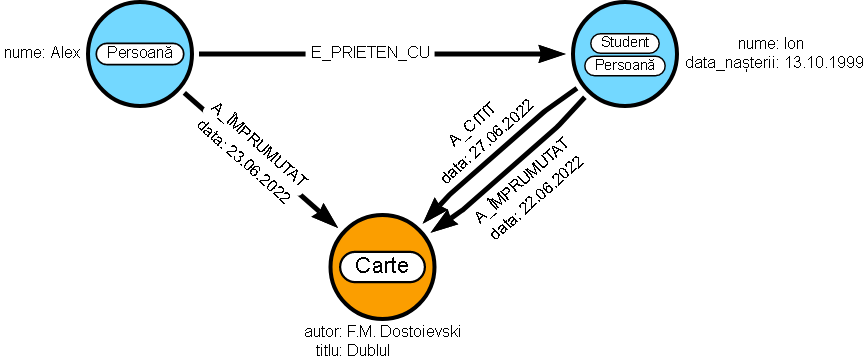 nume: Alex
Persoană
E_PRIETEN_CU
Student
Persoană
nume: Ion
data_nașterii: 13.10.1999
A_ÎMPRUMUTAT
data: 23.06.2022
A_CITIT
data: 27.06.2022
A_ÎMPRUMUTAT
data: 22.06.2022
Carte
autor: F.M. Dostoievski
titlu: Dublul